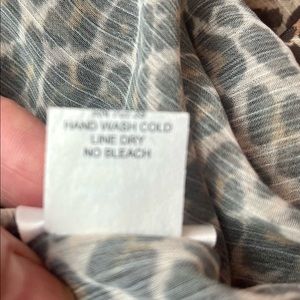 HAND WASH COLD
LINE DRY
NO BLEACH